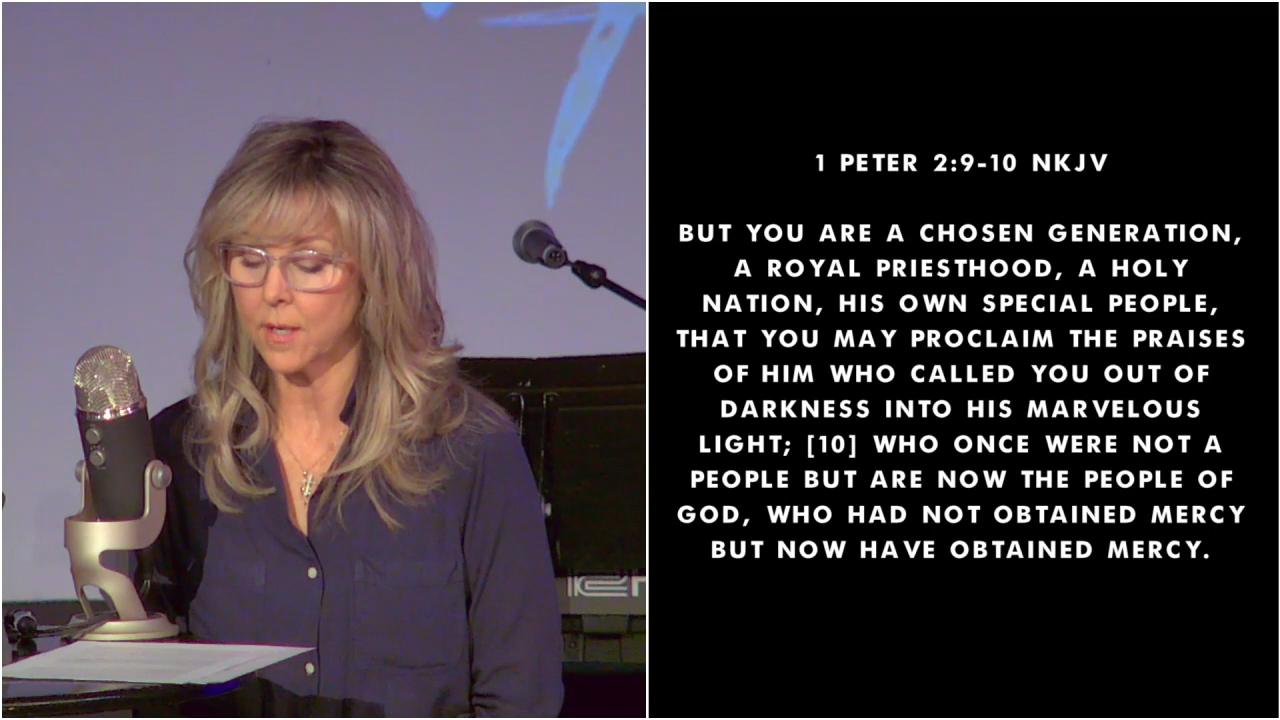 1 PETER 2:9-10 NKJV
BUT YOU ARE A CHOSEN GENERATION,
A ROYAL PRIESTHOOD, A HOLY
NATION, HIS OWN SPECIAL PEOPLE,
THAT YOU MAY PROCLAIM THE PRAISES
OF HIM WHO CALLED YOU OUT OF
DARKNESS INTO HIS MARVELOUS
LIGHT; [10] WHO ONCE WERE NOT A
PEOPLE BUT ARE NOW THE PEOPLE OF
GOD, WHO HAD NOT OBTAINED MERCY
BUT NOW HAVE OBTAINED MERCY.